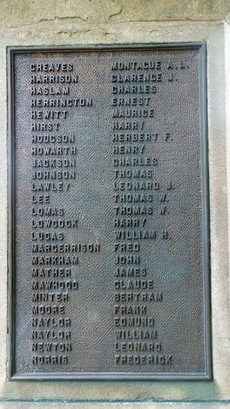 GREAVES MONTAGUE A. L.
HARRISON CLARENCE J.
HASLAM CHARLES
HERRINGTON ERNEST
HEWITT MAURICE
HIRST HARRY
HODGSON HERBERT F.
HOWARTH HENRY
JACKSON CHARLES
JOHNSON THOMAS
LAWLEY LEONARD J.
LEE THOMAS W.
LOMAS THOMAS W.
LOWCOCK HARRY
LUCAS WILLIAM H.
MARGERRISON FRED
MARKHAM JOHN
MATHER JAMES
MAWHOOD CLAUDE
MINTER BERTRAM
MOORE FRANK
NAYLOR EDMUND
NAYLOR WILLIAM
NEWTON LEONARD
NORRIS FREDERICK